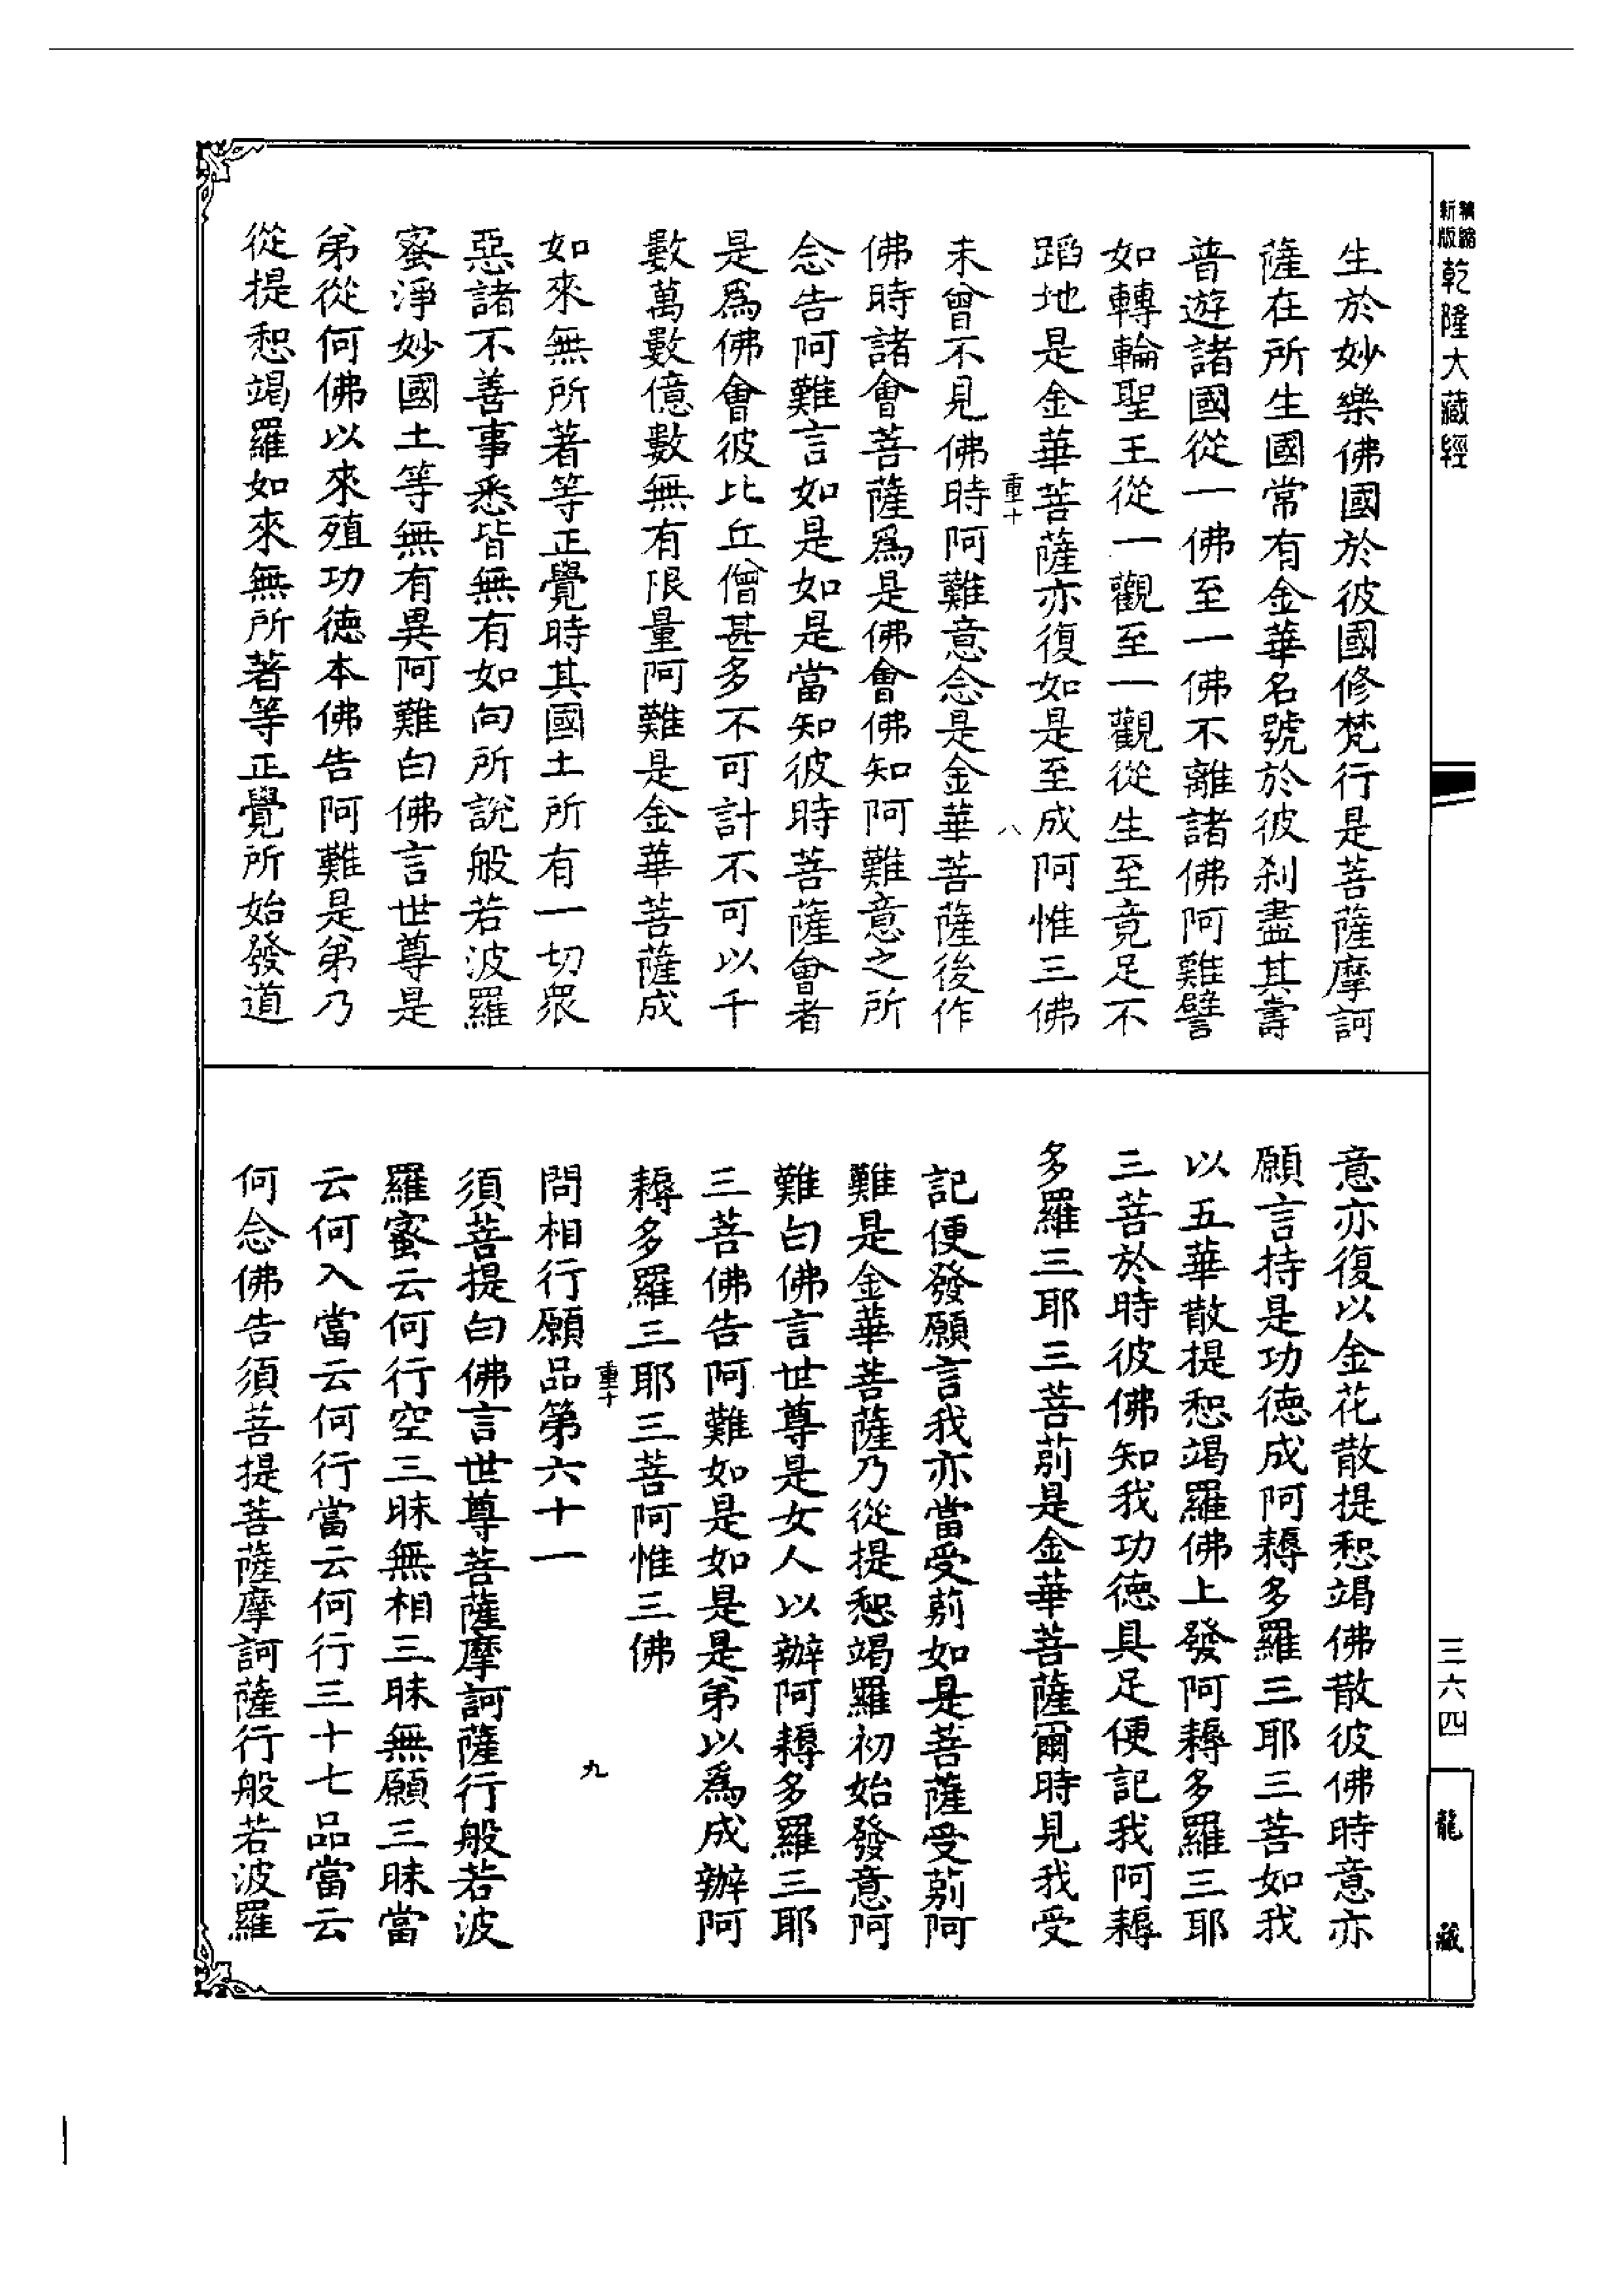 精縮新版乾隆大藏經
生於妙樂佛國於彼國修梵行是菩薩摩訶
薩在所生國常有金華名號於彼刹盡其壽
普遊諸國從一佛至一佛不離諸佛阿難譬
如轉輪聖王從一觀至一觀從生至竟足不
蹈地是金華菩薩亦復如是至成阿惟三佛
重十 八
未曾不見佛時阿難意念是金華菩薩後作
佛時諸會菩薩爲是佛會佛知阿難意之所
念告阿難言如是如是當知彼時菩薩會者
是爲佛會彼比丘僧甚多不可計不可以千
數萬數億數無有限量阿難是金華菩薩成
如來無所著等正覺時其國土所有一切衆
惡諸不善事悉皆無有如向所說般若波羅
蜜淨妙國土等無有異阿難白佛言世尊是
弟從何佛以來殖功德本佛告阿難是弟乃
從提惒竭羅如來無所著等正覺所始發道
意亦復以金花散提惒竭佛散彼佛時意亦
願言持是功德成阿耨多羅三耶三菩如我
以五華散提惒竭羅佛上發阿耨多羅三耶
三菩於時彼佛知我功德具足便記我阿耨
多羅三耶三菩莂是金華菩薩爾時見我受
記便發願言我亦當受莂如是菩薩受莂阿
難是金華菩薩乃從提惒竭羅初始發意阿
難白佛言世尊是女人以辦阿耨多羅三耶
三菩佛告阿難如是如是是弟以爲成辦阿
耨多羅三耶三菩阿惟三佛
重十 九
問相行願品第六十一
須菩提白佛言世尊菩薩摩訶薩行般若波
羅蜜云何行空三昧無相三昧無願三昧當
云何入當云何行當云何行三十七品當云
何念佛告須菩提菩薩摩訶薩行般若波羅
三六四
龍藏